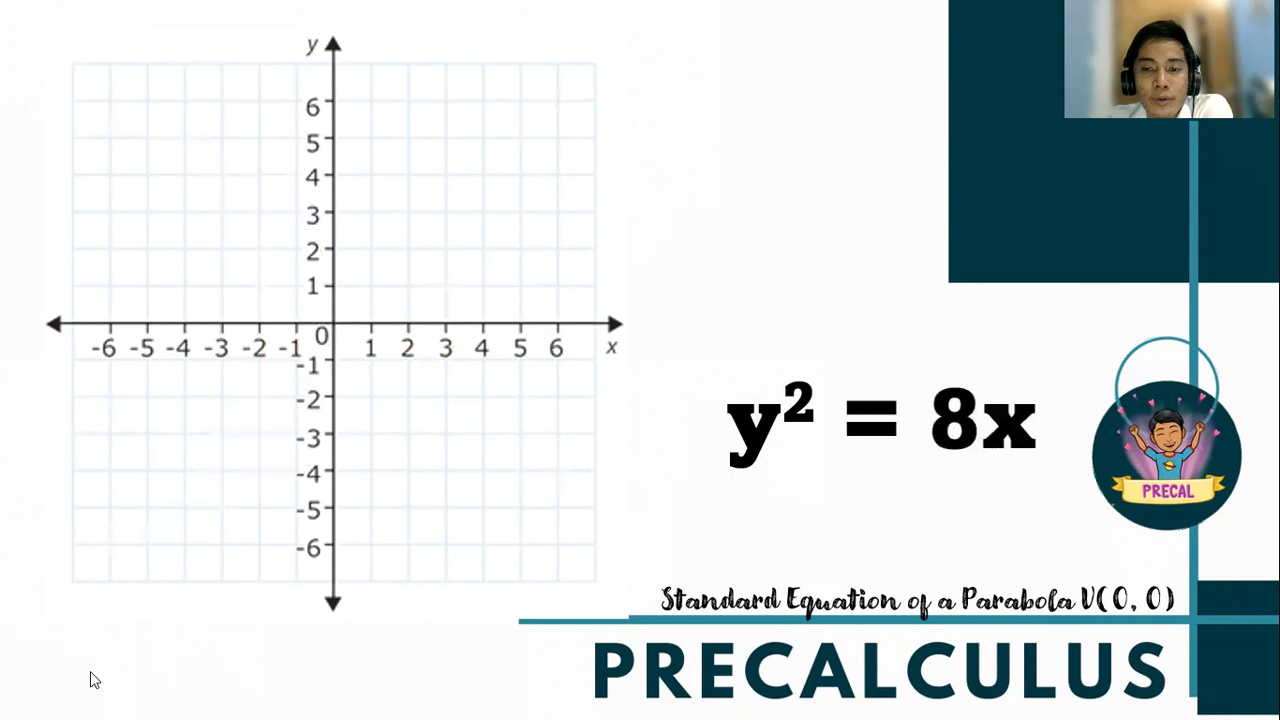 y
6
5
4
3
2
1
0
-6 -5 -4 -3 -2 -1 1 2 3 4 5 6 x
-1
-2
-3
-4
-5
-6
y² = 8x
PRECAL
Standard Equation of a Parabola V(0, 0)
PRECALCULUS